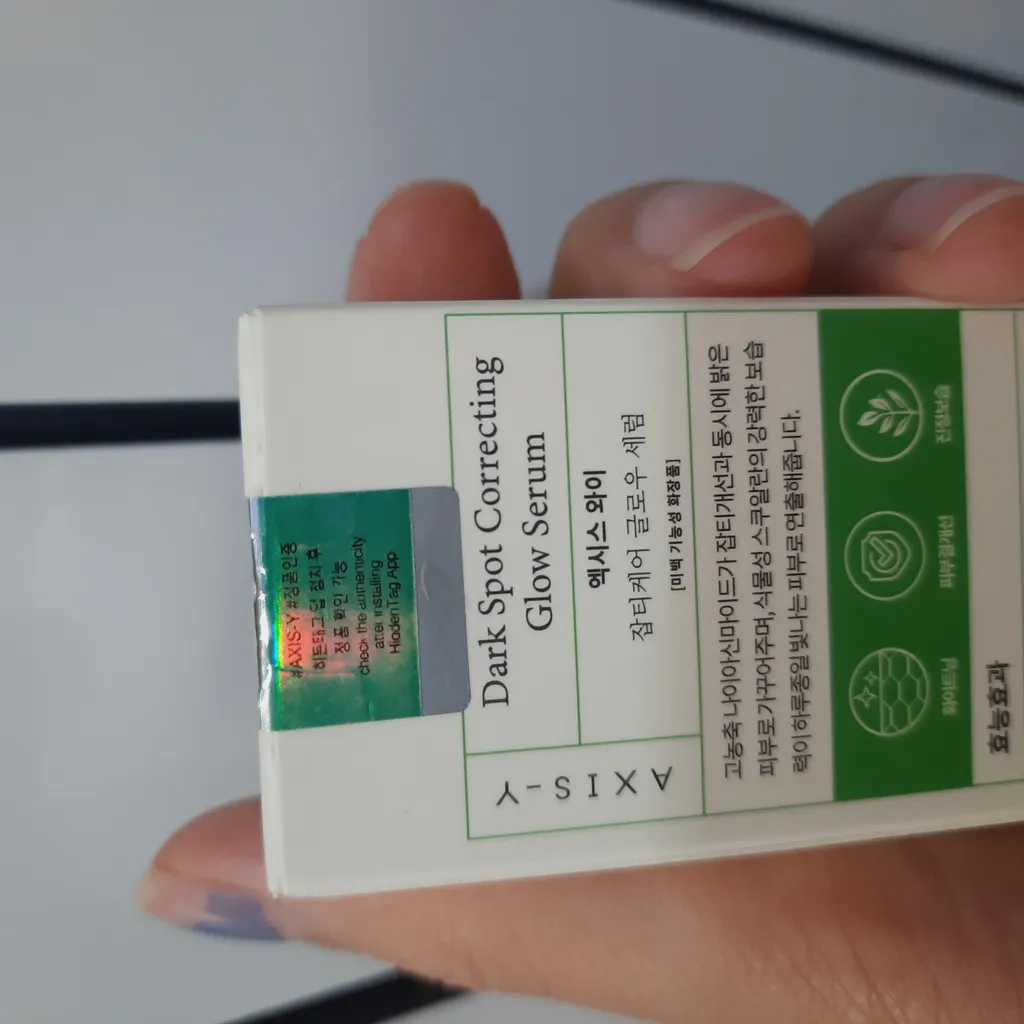 #AXIS-Y #정품인증
히든태그앱 설치 후
정품 확인 가능
check the authenticity
after installing
HiddenTag App
Dark Spot Correcting
Glow Serum
엑시스 와이
잡티케어 글로우 세럼
[미백 기능성 화장품]
AXIS-Y
고농축 나이아신마이드가 잡티개선과 동시에 밝은
피부로 가꾸어주며, 식물성 스쿠알란의 강력한 보습
력이 하루종일 빛나는 피부로 연출해줍니다.
화이트닝
피부결개선
진정보습
효능효과